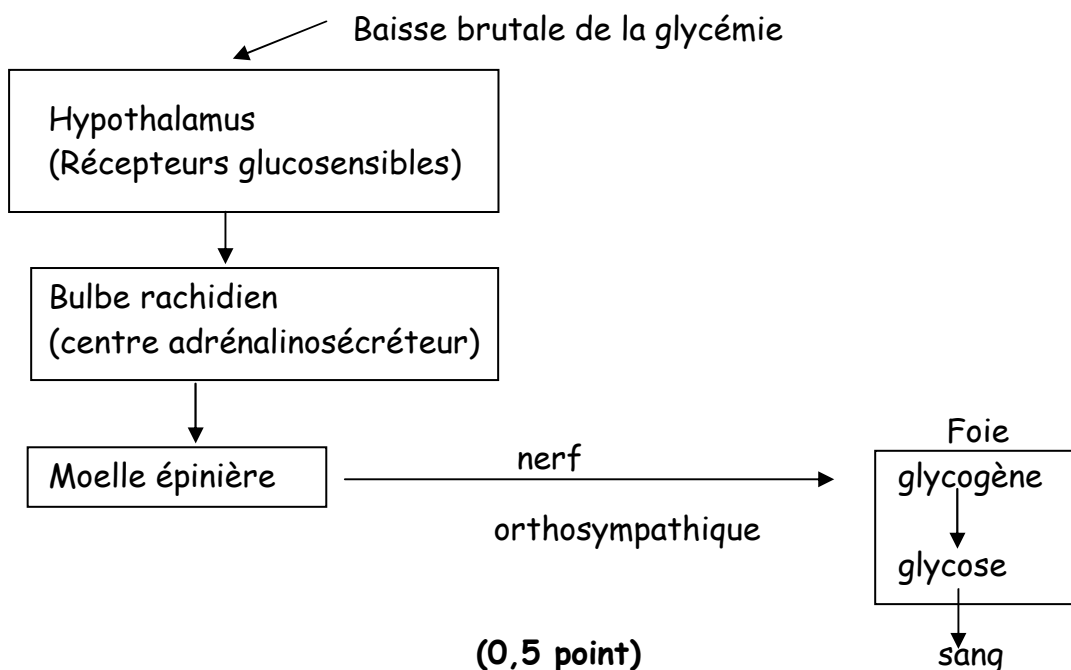 Baisse brutale de la glycémie
Hypothalamus
(Récepteurs glucosensibles)
Bulbe rachidien
(centre adrénalinosécréteur)
Moelle épinière
nerf
orthosympathique
Foie
glycogène
glycose
sang
(0,5 point)